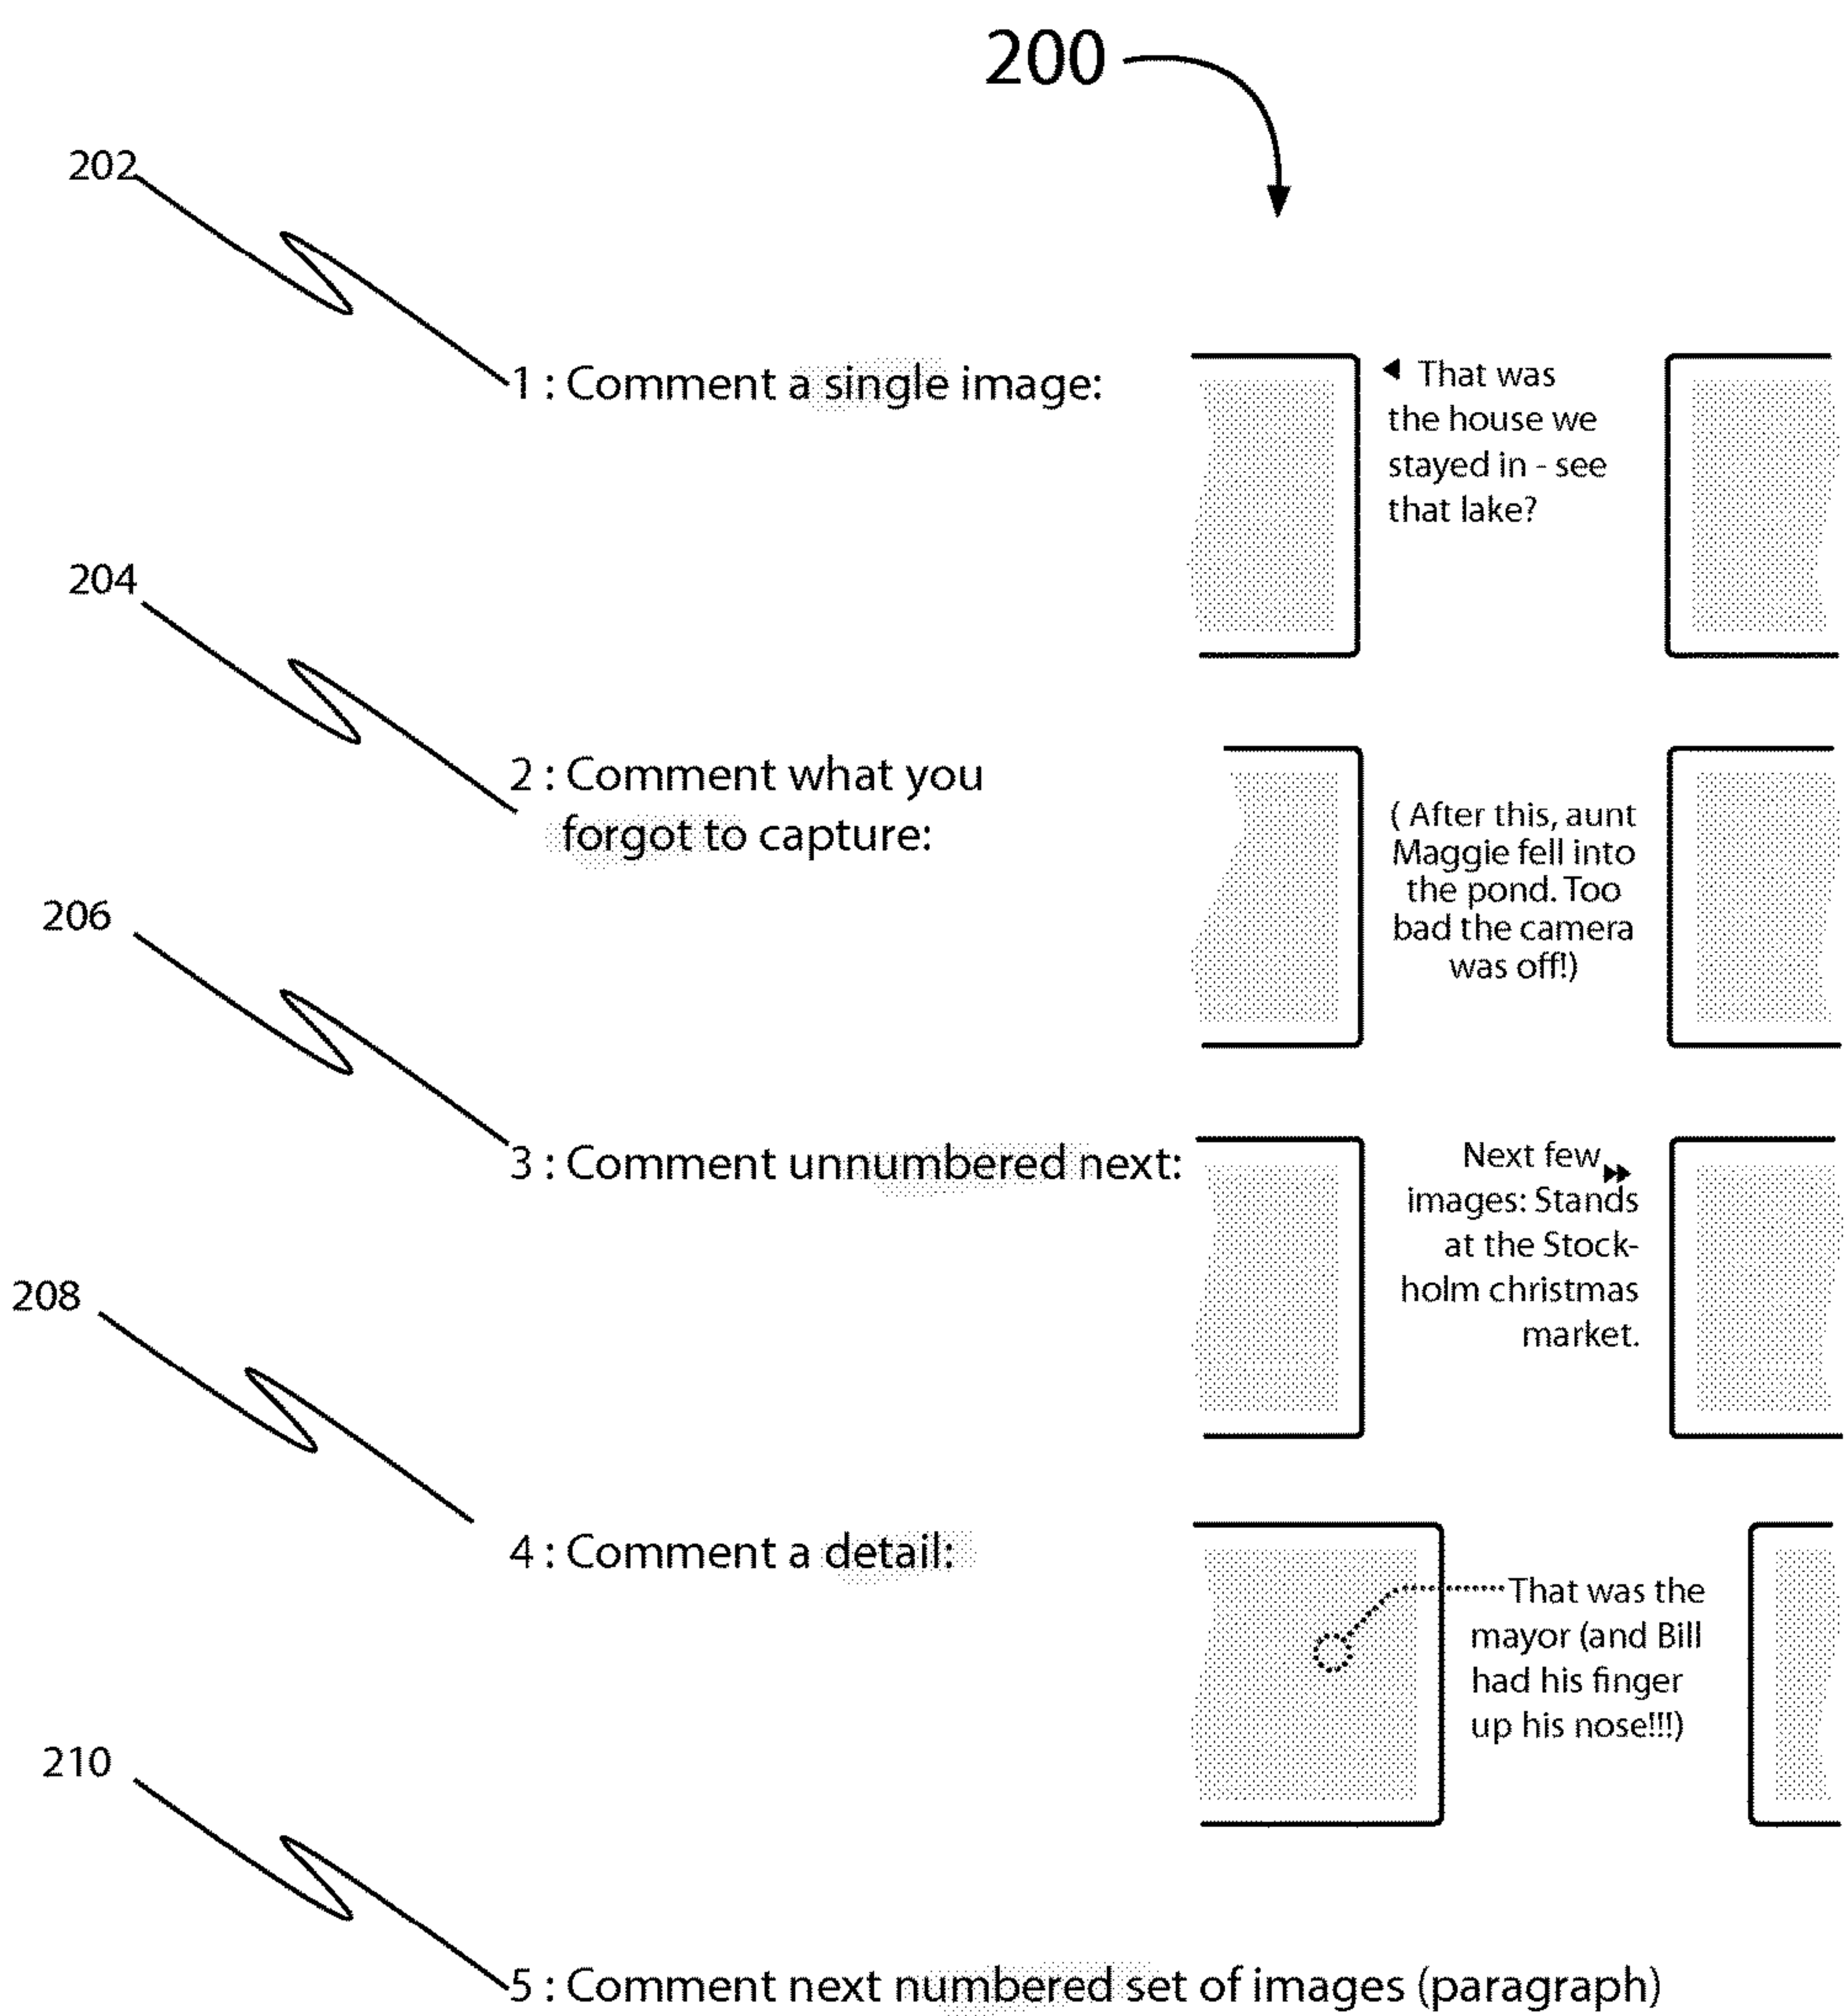 200
202
1 : Comment a single image:
◄ That was
the house we
stayed in - see
that lake?
204
2 : Comment what you
forgot to capture:
( After this, aunt
Maggie fell into
the pond. Too
bad the camera
was off!)
206
3 : Comment unnumbered next:
Next few
images: Stands
at the Stock-
holm christmas
market.
208
4 : Comment a detail:
That was the
mayor (and Bill
had his finger
up his nose!!!)
210
5 : Comment next numbered set of images (paragraph)